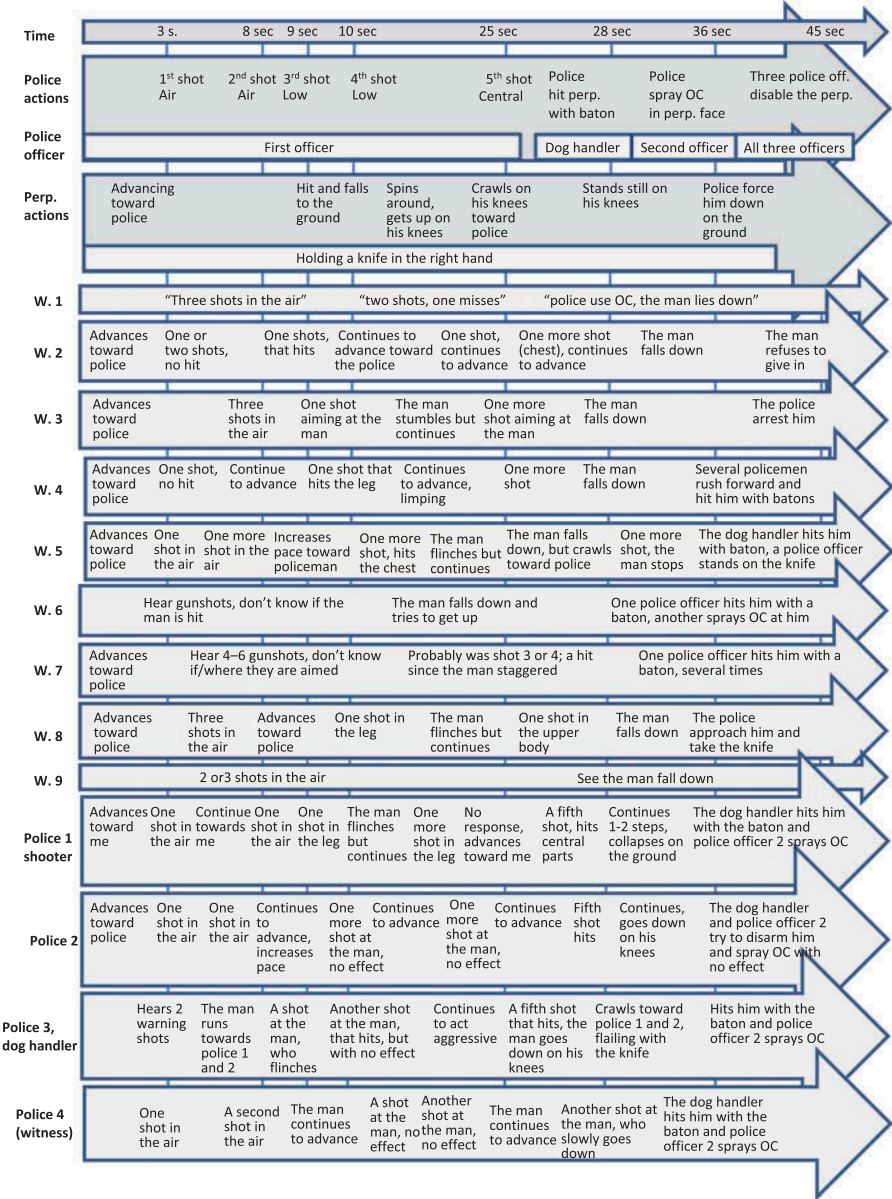 Time 3 s. 8 sec 9 sec 10 sec 25 sec 28 sec 36 sec 45 sec
Police
actions
1st shot
Air
2nd shot
Air
3rd shot
Low
4th shot
Low
5th shot
Central
Police
hit perp.
with baton
Police
spray OC
in perp. face
Three police off.
disable the perp.
Police
officer
First officer
Dog handler
Second officer
All three officers
Perp.
actions
Advancing
toward
police
Hit and falls
to the
ground
Spins
around,
gets up on
his knees
Crawls on
his knees
toward
police
Stands still on
his knees
Police force
him down
on the
ground
Holding a knife in the right hand
W. 1
“Three shots in the air”
“two shots, one misses”
“police use OC, the man lies down”
W. 2
Advances
toward
police
One or
two shots,
no hit
One shots,
that hits
Continues to
advance toward
the police
One shot,
continues
to advance
One more shot
(chest), continues
to advance
The man
falls down
The man
refuses to
give in
W. 3
Advances
toward
police
Three
shots in
the air
One shot
aiming at the
man
The man
stumbles but
continues
One more
shot aiming at
the man
The man
falls down
The police
arrest him
W. 4
Advances
toward
police
One shot,
no hit
Continue
to advance
One shot that
hits the leg
Continues
to advance,
limping
One more
shot
The man
falls down
Several policemen
rush forward and
hit him with batons
W. 5
Advances
toward
police
One
shot in
the air
One more
shot in the
air
Increases
pace toward
policeman
One more
shot, hits
the chest
The man
flinches but
continues
The man falls
down, but crawls
toward police
One more
shot, the
man stops
The dog handler hits him
with baton, a police officer
stands on the knife
W. 6
Hear gunshots, don’t know if the
man is hit
The man falls down and
tries to get up
One police officer hits him with a
baton, another sprays OC at him
W. 7
Advances
toward
police
Hear 4–6 gunshots, don’t know
if/where they are aimed
Probably was shot 3 or 4; a hit
since the man staggered
One police officer hits him with a
baton, several times
W. 8
Advances
toward
police
Three
shots in
the air
Advances
toward
police
One shot in
the leg
The man
flinches but
continues
One shot in
the upper
body
The man
falls down
The police
approach him and
take the knife
W. 9
2 or3 shots in the air
See the man fall down
Police 1
shooter
Advances
toward
me
One
shot in
the air
Continue
towards
me
One
shot in
the air
One
shot in
the leg
The man
flinches
but
continues
One
more
shot in
the leg
No
response,
advances
toward me
A fifth
shot, hits
central
parts
Continues
1-2 steps,
collapses on
the ground
The dog handler hits him
with the baton and
police officer 2 sprays OC
Police 2
Advances
toward
police
One
shot in
the air
One
shot in
the air
Continues
to
advance,
increases
pace
One
more
shot at
the man,
no effect
Continues
to advance
One
more
shot at
the man,
no effect
Continues
to advance
Fifth
shot
hits
Continues,
goes down
on his
knees
The dog handler
and police officer 2
try to disarm him
and spray OC with
no effect
Police 3,
dog handler
Hears 2
warning
shots
The man
runs
towards
police 1
and 2
A shot
at the
man,
who
flinches
Another shot
at the man,
that hits, but
with no effect
Continues
to act
aggressive
A fifth shot
that hits, the
man goes
down on his
knees
Crawls toward
police 1 and 2,
flailing with
the knife
Hits him with the
baton and police
officer 2 sprays OC
Police 4
(witness)
One
shot in
the air
A second
shot in
the air
The man
continues
to advance
A shot
at the
man, no
effect
Another
shot at
the man,
no effect
The man
continues
to advance
Another shot at
the man, who
slowly goes
down
The dog handler
hits him with the
baton and police
officer 2 sprays OC